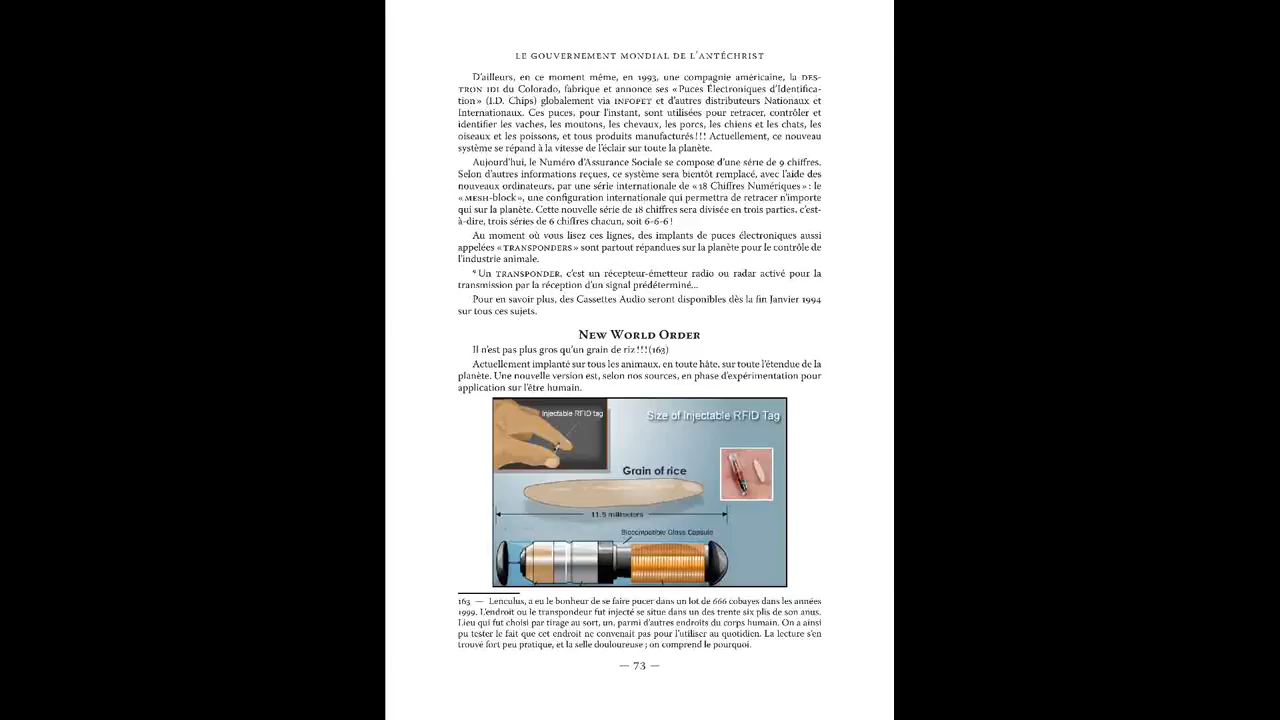 LE GOUVERNEMENT MONDIAL DE L'ANTÉCHRIST
D'ailleurs, en ce moment même, en 1993, une compagnie américaine, la DES-
TRON IDI du Colorado, fabrique et annonce ses «Puces Électroniques d'Identifica-
tion» (I.D. Chips) globalement via INFOPET et d'autres distributeurs Nationaux et
Internationaux. Ces puces, pour l'instant, sont utilisées pour retracer, contrôler et
identifier les vaches, les moutons, les chevaux, les porcs, les chiens et les chats, les
oiseaux et les poissons, et tous produits manufacturés!!! Actuellement, ce nouveau
système se répand à la vitesse de l'éclair sur toute la planète.
Aujourd'hui, le Numéro d'Assurance Sociale se compose d'une série de 9 chiffres.
Selon d'autres informations reçues, ce système sera bientôt remplacé, avec l'aide des
nouveaux ordinateurs, par une série internationale de «18 Chiffres Numériques»: le
«MESH-block», une configuration internationale qui permettra de retracer n'importe
qui sur la planète. Cette nouvelle série de 18 chiffres sera divisée en trois parties, c'est-
à-dire, trois séries de 6 chiffres chacun, soit 6-6-6!
Au moment où vous lisez ces lignes, des implants de puces électroniques aussi
appelées «TRANSPONDERS» sont partout répandues sur la planète pour le contrôle de
l'industrie animale.
* Un TRANSPONDER, c'est un récepteur-émetteur radio ou radar activé pour la
transmission par la réception d'un signal prédéterminé...
Pour en savoir plus, des Cassettes Audio seront disponibles dès la fin Janvier 1994
sur tous ces sujets.
NEW WORLD ORDER
Il n'est pas plus gros qu'un grain de riz!!!(163)
Actuellement implanté sur tous les animaux, en toute hâte, sur toute l'étendue de la
planète. Une nouvelle version est, selon nos sources, en phase d'expérimentation pour
application sur l'être humain.
Injectable RFID tag
Size of Injectable RFID Tag
Grain of rice
11.5 millimeters
Biocompatible Glass Capsule
163 — Lenculus, a eu le bonheur de se faire pucer dans un lot de 666 cobayes dans les années
1999. L'endroit ou le transpondeur fut injecté se situe dans un des trente six plis de son anus.
Lieu qui fut choisi par tirage au sort, un, parmi d'autres endroits du corps humain. On a ainsi
pu tester le fait que cet endroit ne convenait pas pour l'utiliser au quotidien. La lecture s'en
trouvé fort peu pratique, et la selle douloureuse ; on comprend le pourquoi.
— 73 —